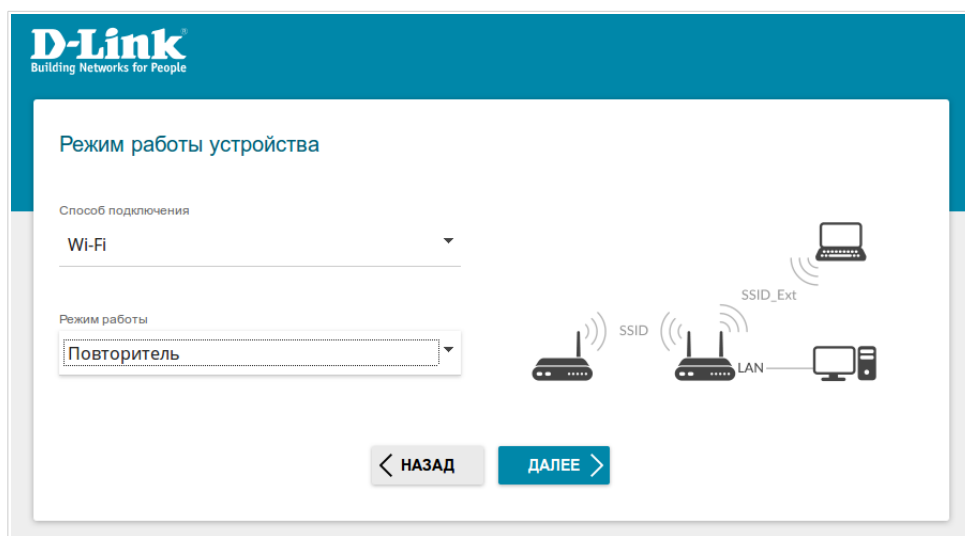 D-Link
Building Networks for People
Режим работы устройства
Способ подключения
Wi-Fi
Режим работы
Повторитель
SSID
SSID_Ext
LAN
НАЗАД
ДАЛЕЕ